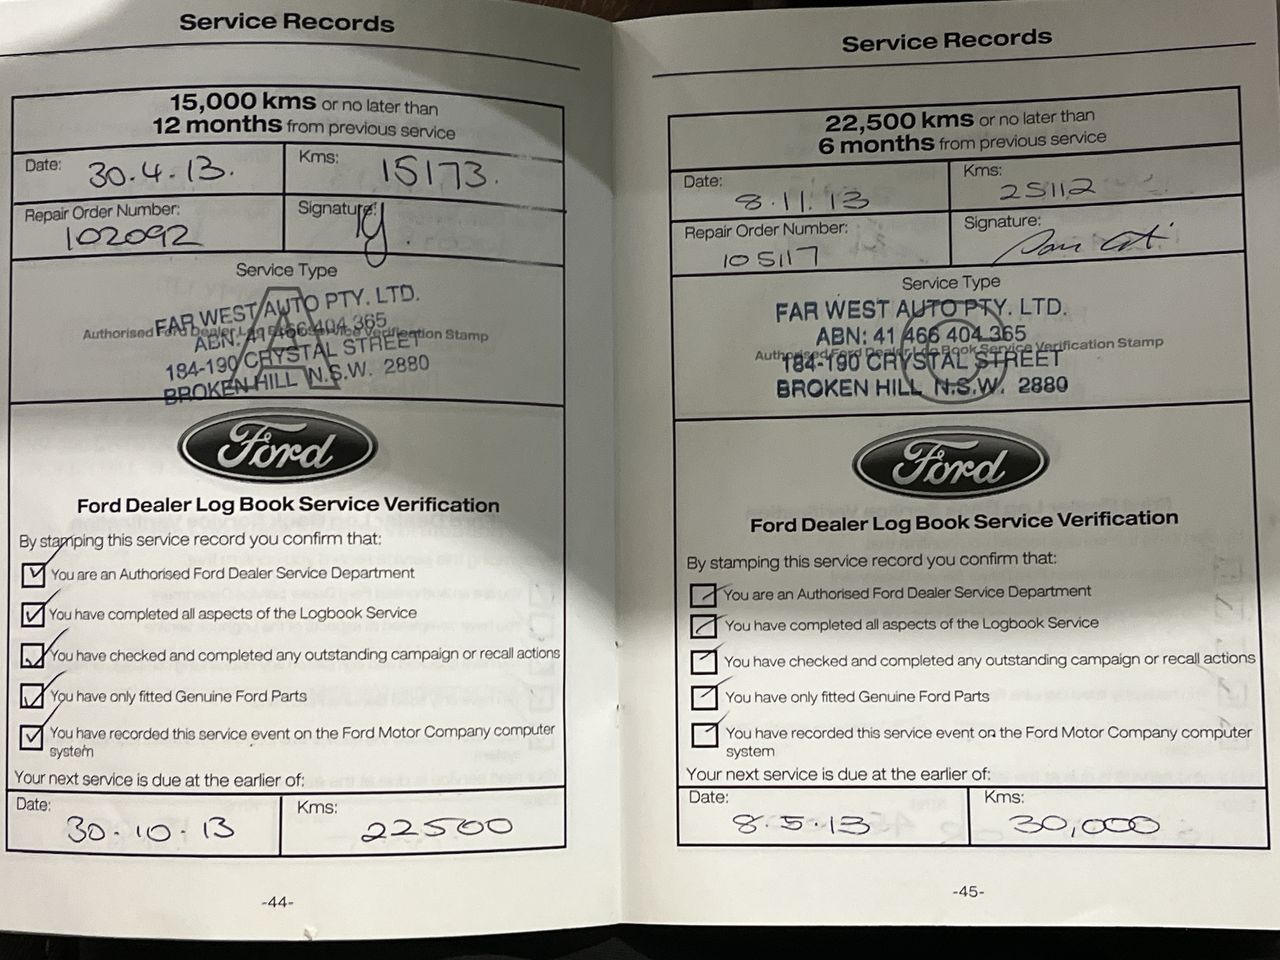 Service Records
15,000 kms or no later than
12 months from previous service
Date: 30.4.13.
Kms: 15173.
Repair Order Number: 102092
Signature:
Service Type
A
Authorised Ford Dealer Log Book Service Verification Stamp
FAR WEST AUTO PTY. LTD.
ABN: 41 466 404 365
184-190 CRYSTAL STREET
BROKEN HILL N.S.W. 2880
Ford
Ford Dealer Log Book Service Verification
By stamping this service record you confirm that:
You are an Authorised Ford Dealer Service Department
You have completed all aspects of the Logbook Service
You have checked and completed any outstanding campaign or recall actions
You have only fitted Genuine Ford Parts
You have recorded this service event on the Ford Motor Company computer
system
Your next service is due at the earlier of:
Date: 30.10.13
Kms: 22500
-44-
Service Records
22,500 kms or no later than
6 months from previous service
Date: 8.11.13
Kms: 25112
Repair Order Number: 105117
Signature:
Service Type
C
Authorised Ford Dealer Log Book Service Verification Stamp
FAR WEST AUTO PTY. LTD.
ABN: 41 466 404 365
184-190 CRYSTAL STREET
BROKEN HILL N.S.W. 2880
Ford
Ford Dealer Log Book Service Verification
By stamping this service record you confirm that:
You are an Authorised Ford Dealer Service Department
You have completed all aspects of the Logbook Service
You have checked and completed any outstanding campaign or recall actions
You have only fitted Genuine Ford Parts
You have recorded this service event on the Ford Motor Company computer
system
Your next service is due at the earlier of:
Date: 8.5.13
Kms: 30,000
-45-